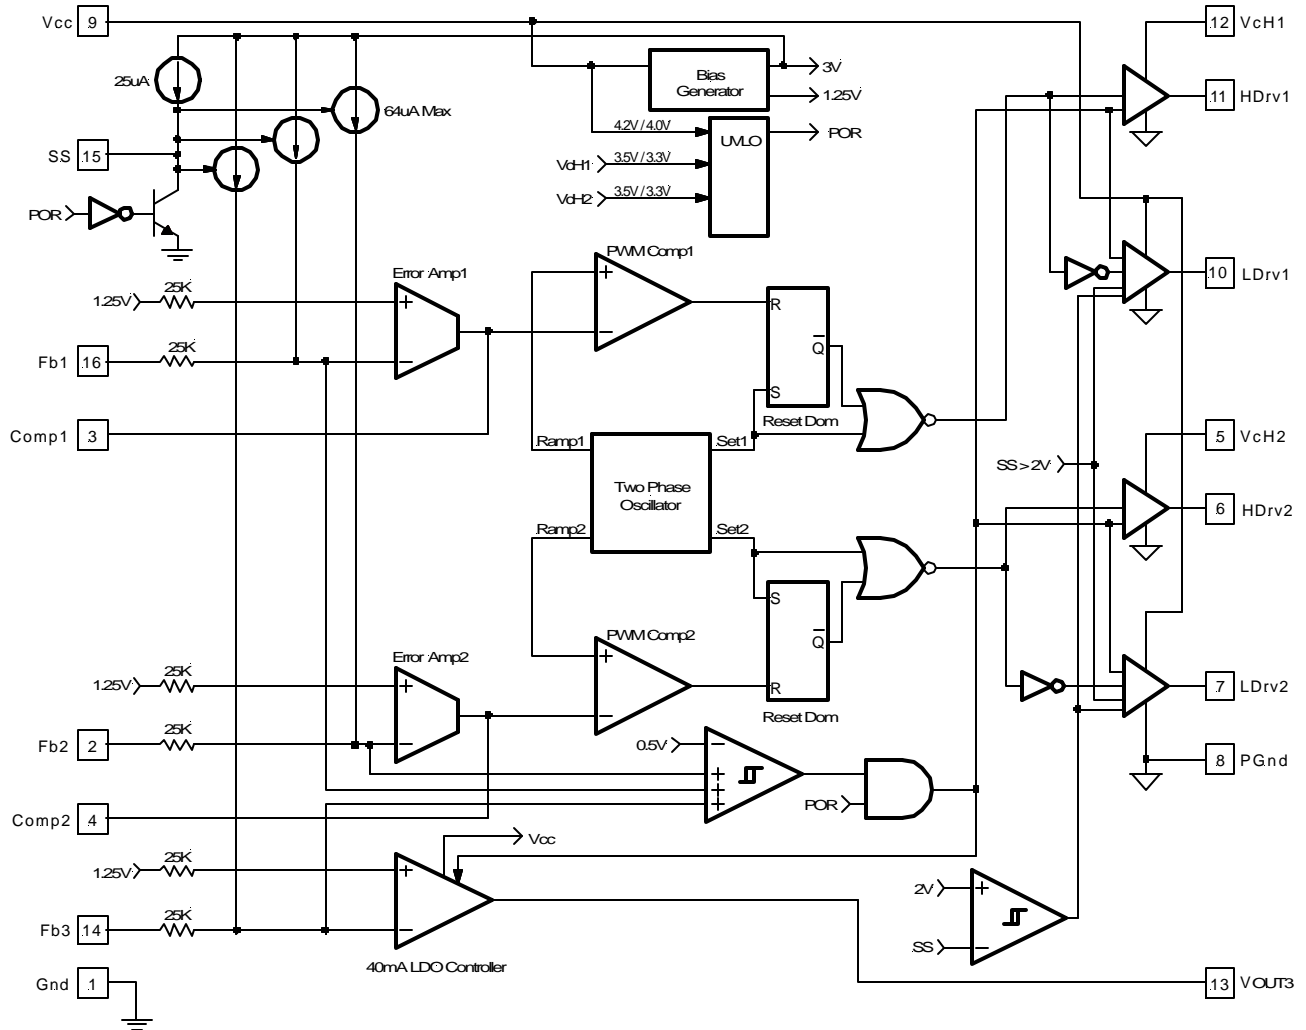 Vcc 9
12 VcH1
25uA
64uA Max
Bias
Generator
3V
1.25V
11 HDrv1
4.2V / 4.0V
UVLO
POR
SS 15
VcH1 3.5V / 3.3V
VcH2 3.5V / 3.3V
POR
PWM Comp1
Error Amp1
10 LDrv1
1.25V 25K
+
+
R
Q
Fb1 16 25K
−
−
S
Reset Dom
Comp1 3
Ramp1
Set1
5 VcH2
SS > 2V
Two Phase
Oscillator
6 HDrv2
Ramp2
Set2
S
Q
R
PWM Comp2
Error Amp2
1.25V 25K
+
+
7 LDrv2
Reset Dom
Fb2 2 25K
−
−
0.5V
−
+
+
+
8 PGnd
POR
Comp2 4
Vcc
1.25V 25K
+
2V
+
Fb3 14 25K
−
SS
−
40mA LDO Controller
Gnd 1
13 VOUT3